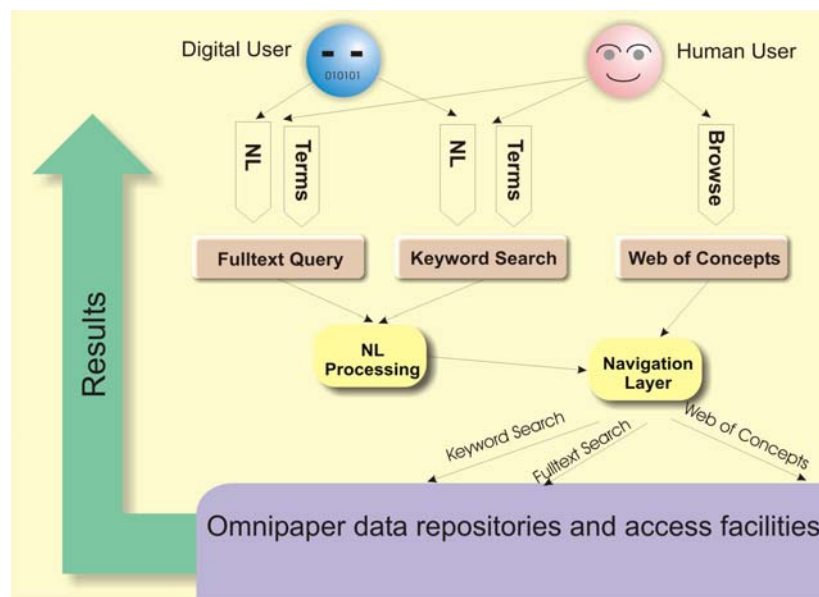 Digital User
Human User
010101
NL
Terms
NL
Terms
Browse
Fulltext Query
Keyword Search
Web of Concepts
Results
NL
Processing
Navigation
Layer
Keyword Search
Fulltext Search
Web of Concepts
Omnipaper data repositories and access facilities